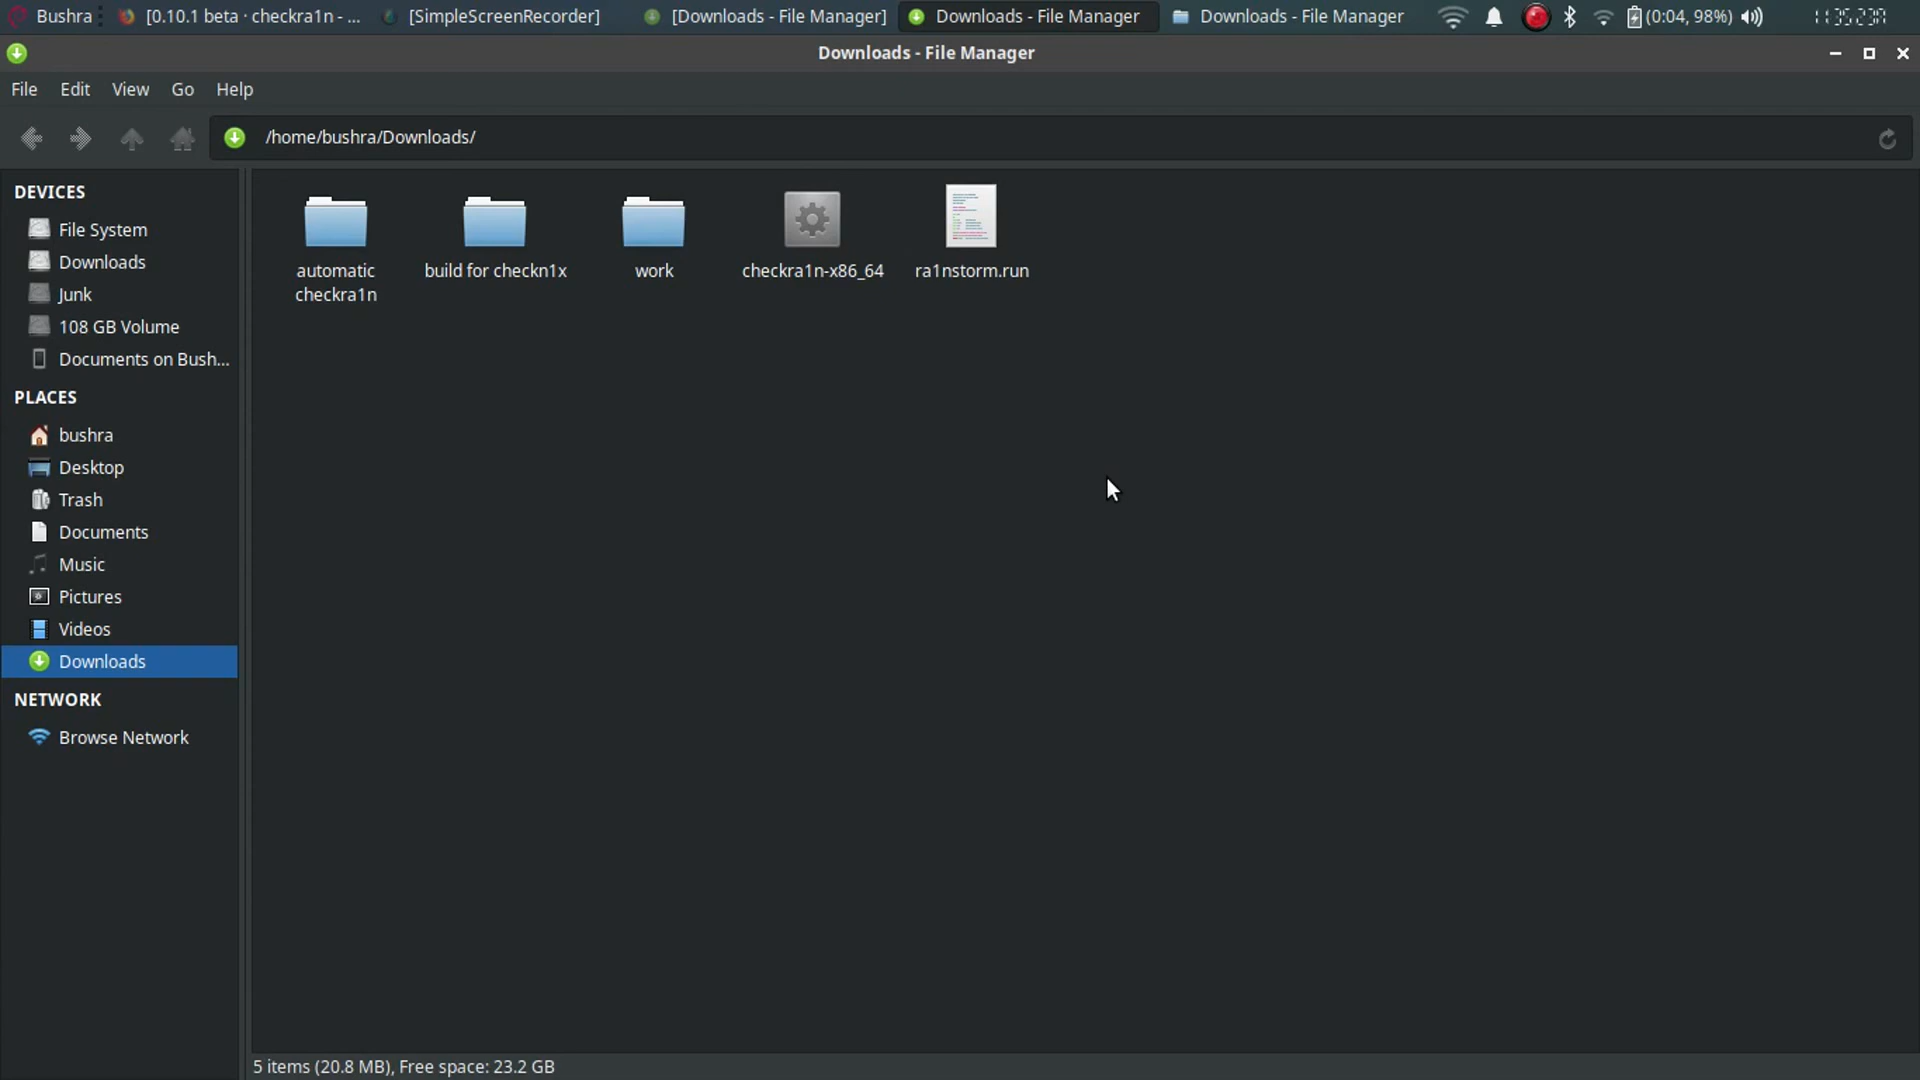 Bushra
[0.10.1 beta · checkra1n - ...
[SimpleScreenRecorder]
[Downloads - File Manager]
Downloads - File Manager
Downloads - File Manager
(0:04, 98%)
11:35:23A
Downloads - File Manager
File Edit View Go Help
/home/bushra/Downloads/
DEVICES
File System
Downloads
Junk
108 GB Volume
Documents on Bush...
PLACES
bushra
Desktop
Trash
Documents
Music
Pictures
Videos
Downloads
NETWORK
Browse Network
automatic
checkra1n
build for checkn1x
work
checkra1n-x86_64
ra1nstorm.run
5 items (20.8 MB), Free space: 23.2 GB